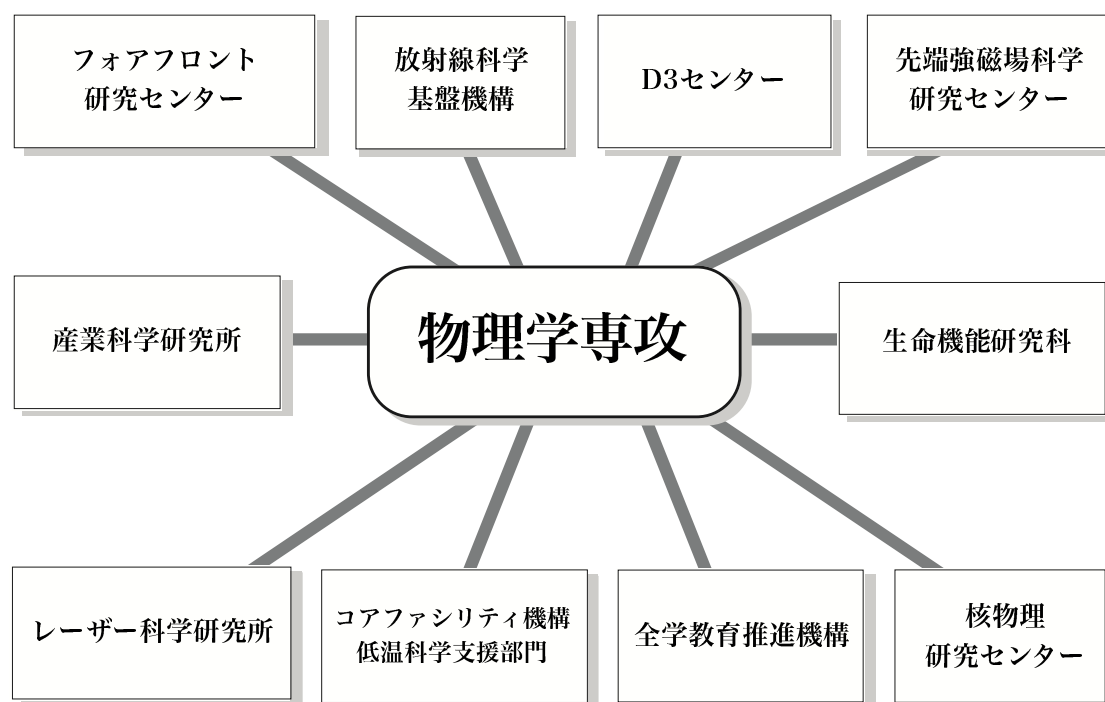 フォアフロント
研究センター
放射線科学
基盤機構
D3センター
先端強磁場科学
研究センター
産業科学研究所
物理学専攻
生命機能研究科
レーザー科学研究所
コアファシリティ機構
低温科学支援部門
全学教育推進機構
核物理
研究センター